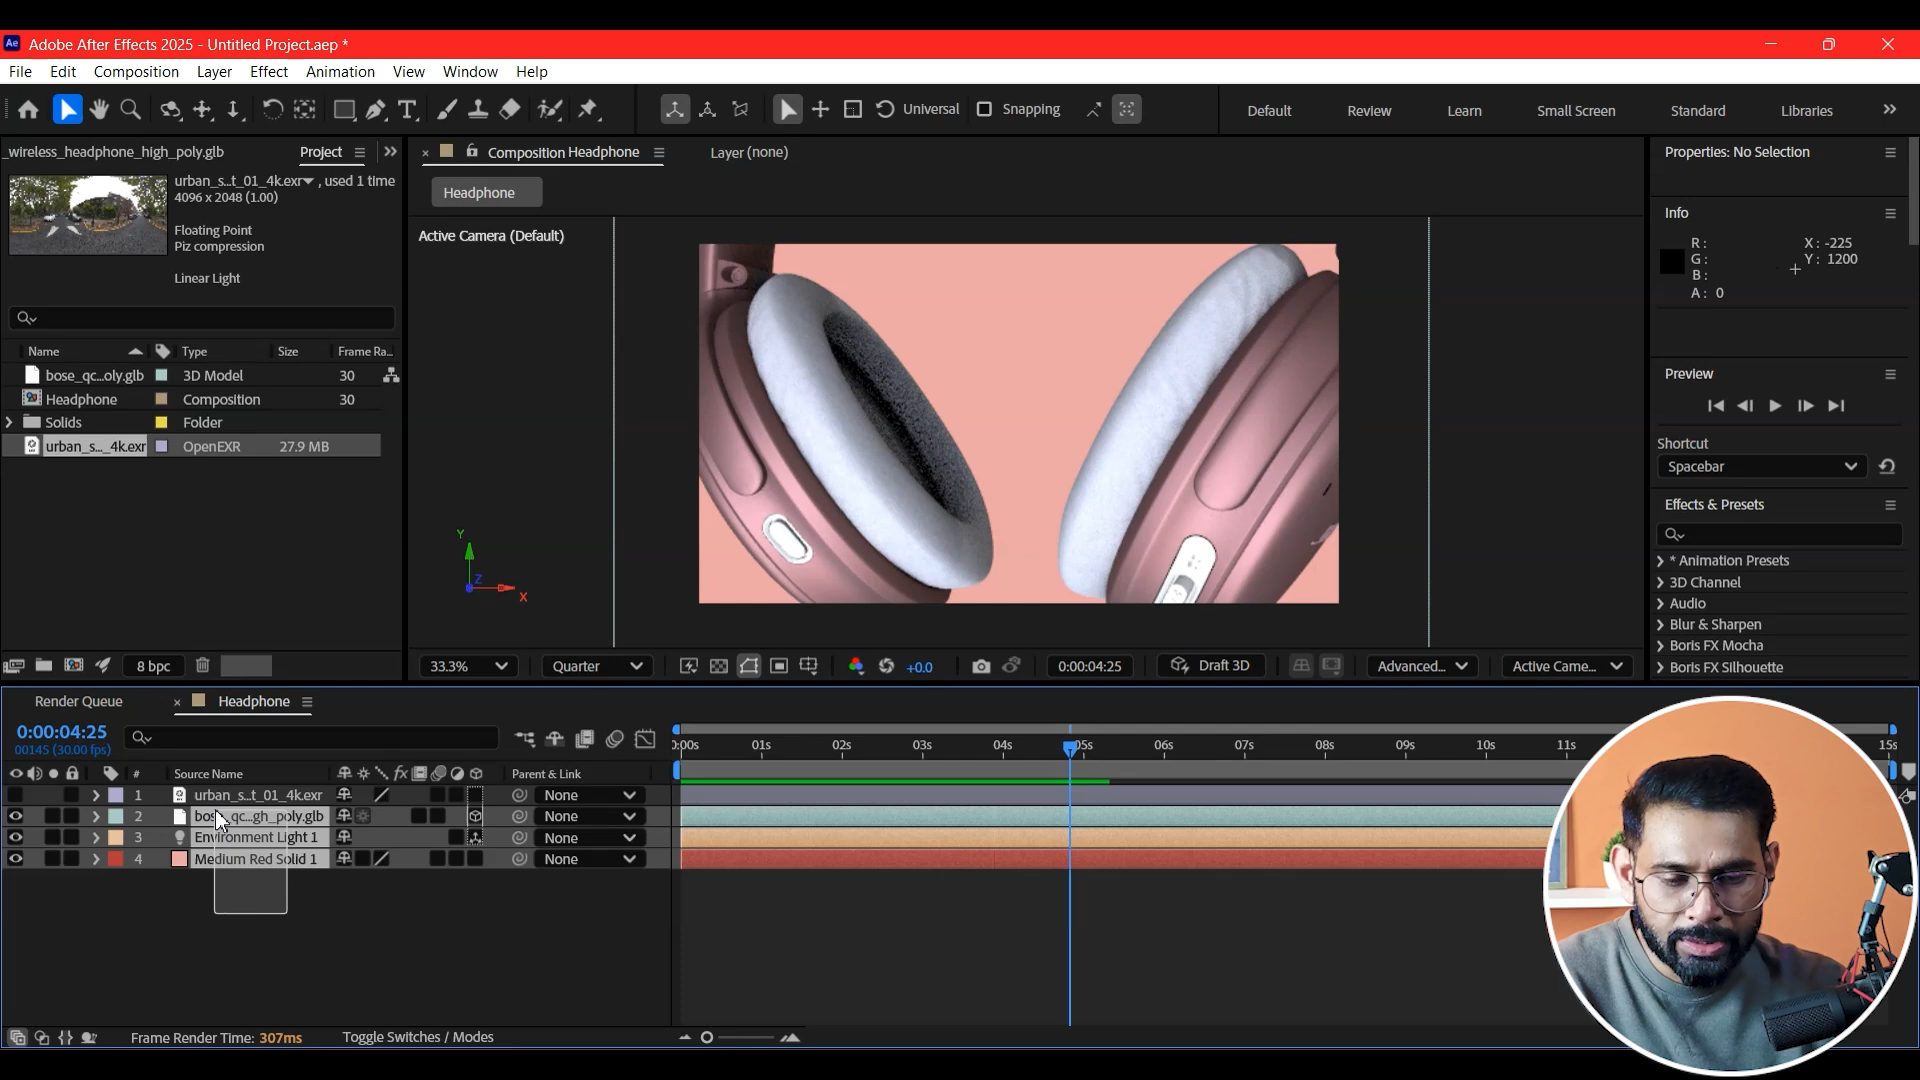 Ae Adobe After Effects 2025 - Untitled Project.aep *
File Edit Composition Layer Effect Animation View Window Help
Universal Snapping Default Review Learn Small Screen Standard Libraries
_wireless_headphone_high_poly.glb Project
Composition Headphone Layer (none)
Properties: No Selection
urban_s...t_01_4k.exr , used 1 time
4096 x 2048 (1.00)
Floating Point
Piz compression
Linear Light
Headphone
Active Camera (Default)
Info
R: X: -225
G: Y: 1200
B:
A: 0
Name Type Size Frame Ra...
bose_qc...oly.glb 3D Model 30
Headphone Composition 30
Solids Folder
urban_s..._4k.exr OpenEXR 27.9 MB
Preview
Shortcut
Spacebar
Effects & Presets
* Animation Presets
3D Channel
Audio
Blur & Sharpen
Boris FX Mocha
Boris FX Silhouette
Y
Z
X
8 bpc
33.3% Quarter +0.0 0:00:04:25 Draft 3D Advanced... Active Came...
Render Queue × Headphone
0:00:04:25
00145 (30.00 fps)
0:00s 01s 02s 03s 04s 05s 06s 07s 08s 09s 10s 11s 15s
# Source Name fx Parent & Link
1 urban_s...t_01_4k.exr None
2 bose_qc...gh_poly.glb None
3 Environment Light 1 None
4 Medium Red Solid 1 None
Frame Render Time: 307ms Toggle Switches / Modes